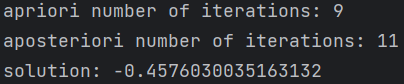 apriori number of iterations: 9
aposteriori number of iterations: 11
solution: -0.4576030035163132